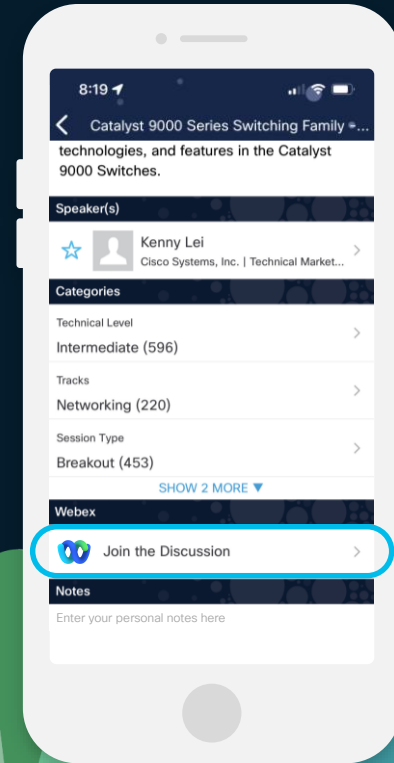 8:19
Catalyst 9000 Series Switching Family -...
technologies, and features in the Catalyst
9000 Switches.
Speaker(s)
Kenny Lei
Cisco Systems, Inc. | Technical Market...
Categories
Technical Level
Intermediate (596)
Tracks
Networking (220)
Session Type
Breakout (453)
SHOW 2 MORE ▼
Webex
Join the Discussion
Notes
Enter your personal notes here